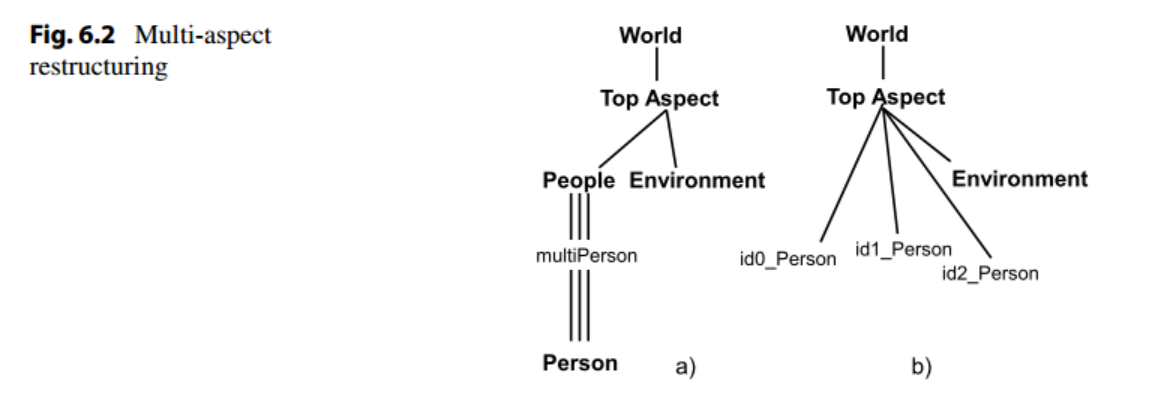 Fig. 6.2 Multi-aspect
restructuring
World
Top Aspect
People Environment
multiPerson
Person
a)
World
Top Aspect
Environment
id0_Person
id1_Person
id2_Person
b)